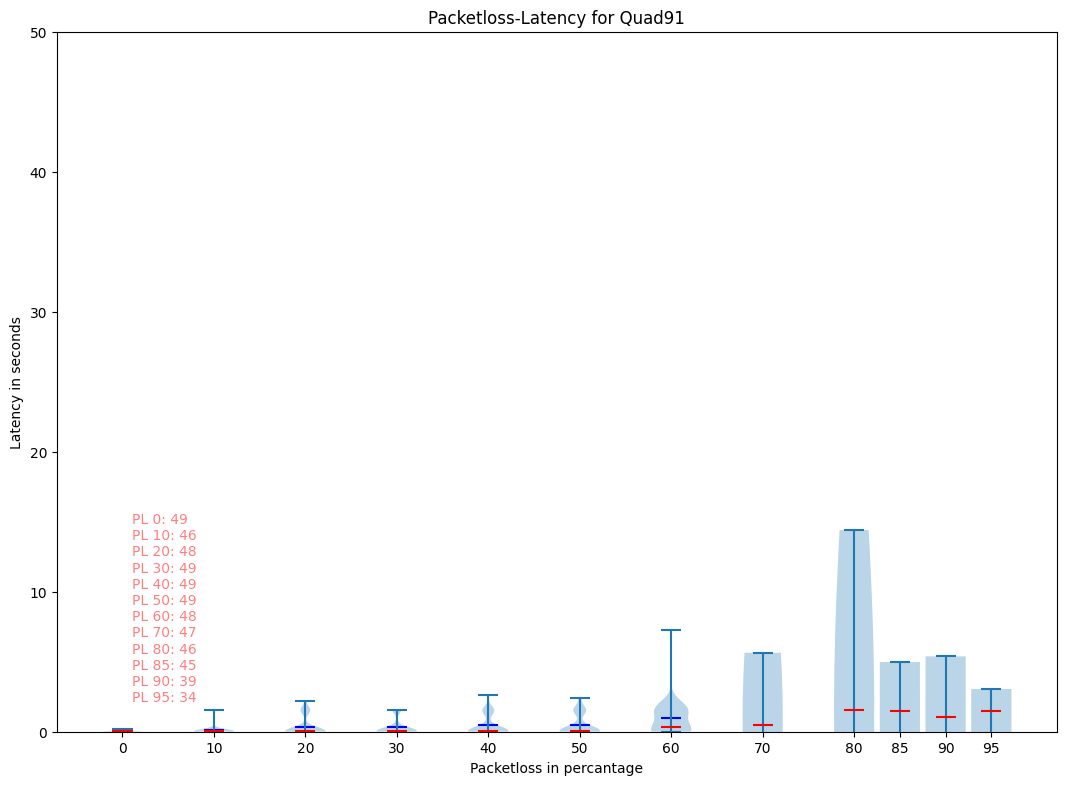 Packetloss-Latency for Quad91
50
40
30
20
10
0
Latency in seconds
PL 0: 49
PL 10: 46
PL 20: 48
PL 30: 49
PL 40: 49
PL 50: 49
PL 60: 48
PL 70: 47
PL 80: 46
PL 85: 45
PL 90: 39
PL 95: 34
0 10 20 30 40 50 60 70 80 85 90 95
Packetloss in percantage